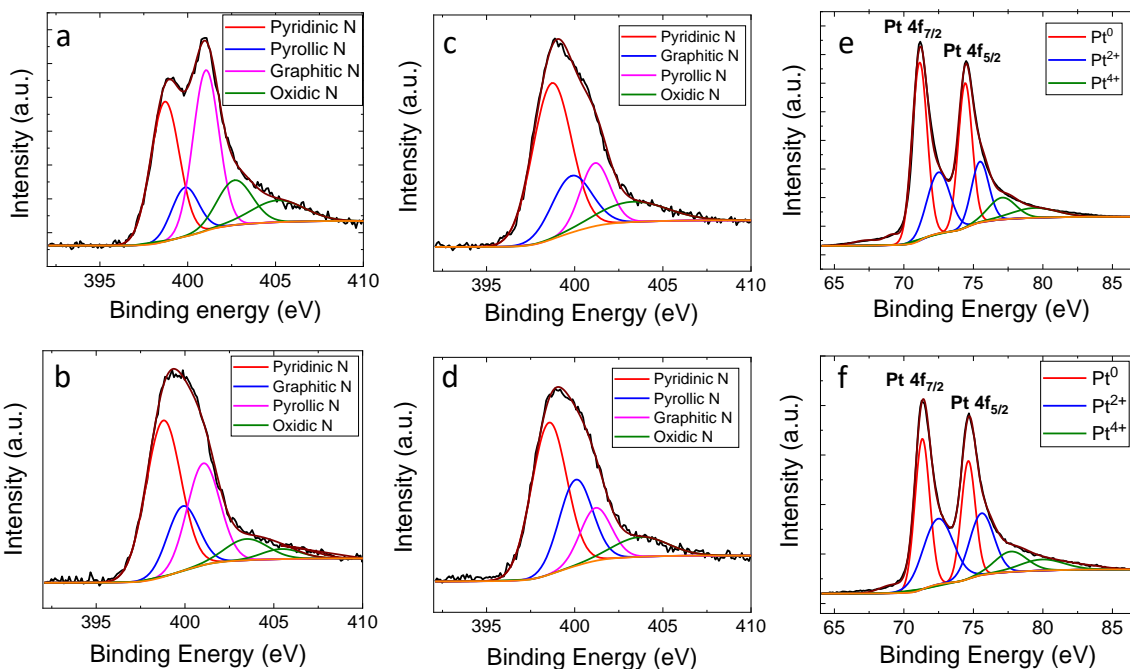 a
Pyridinic N
Pyrollic N
Graphitic N
Oxidic N
Intensity (a.u.)
395 400 405 410
Binding energy (eV)
c
Pyridinic N
Graphitic N
Pyrollic N
Oxidic N
Intensity (a.u.)
395 400 405 410
Binding Energy (eV)
e
Pt 4f7/2
Pt 4f5/2
Pt0
Pt2+
Pt4+
Intensity (a.u.)
65 70 75 80 85
Binding Energy (eV)
b
Pyridinic N
Graphitic N
Pyrollic N
Oxidic N
Intensity (a.u.)
395 400 405 410
Binding Energy (eV)
d
Pyridinic N
Pyrollic N
Graphitic N
Oxidic N
Intensity (a.u.)
395 400 405 410
Binding Energy (eV)
f
Pt 4f7/2
Pt 4f5/2
Pt0
Pt2+
Pt4+
Intensity (a.u.)
65 70 75 80 85
Binding Energy (eV)